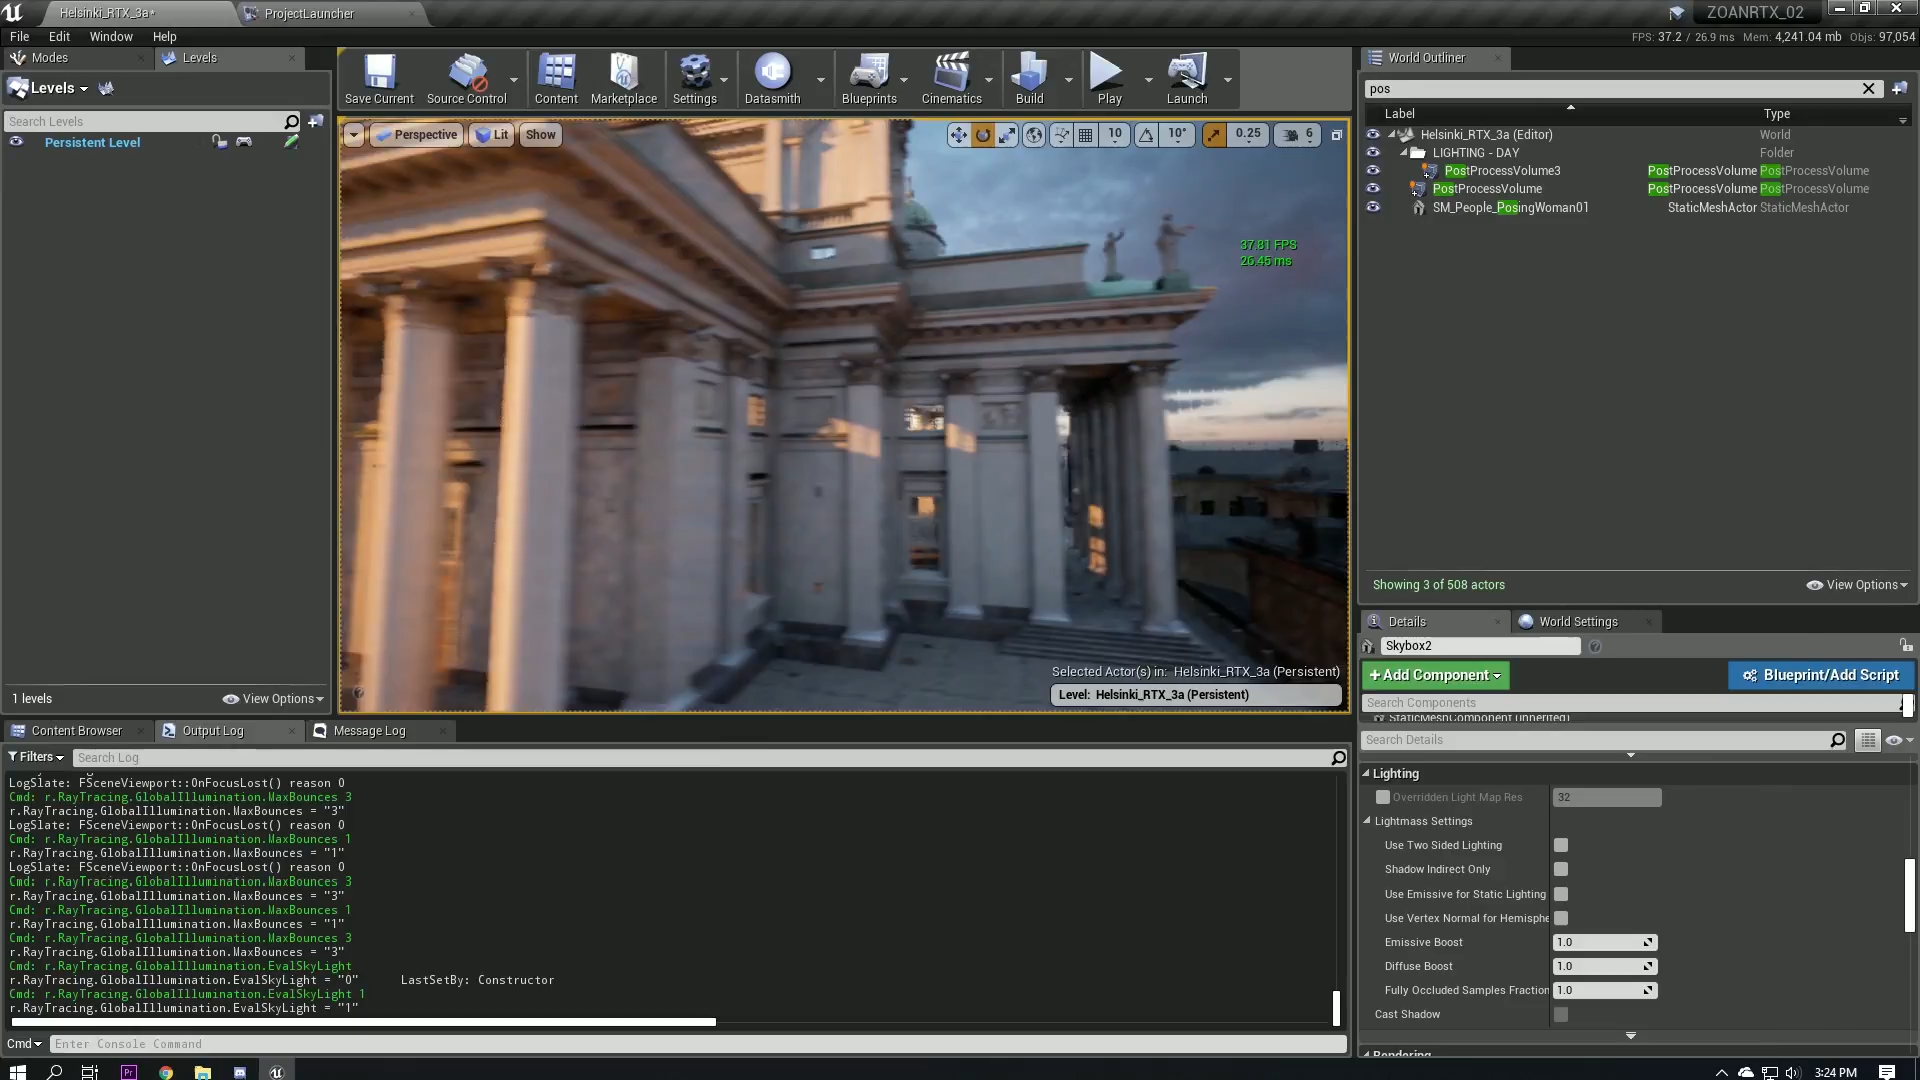 Helsinki_RTX_3a*
ProjectLauncher
ZOANRTX_02
File Edit Window Help
FPS: 37.2 / 26.9 ms Mem: 4,241.04 mb Objs: 97,054
Modes
Levels
Levels
Search Levels
Persistent Level
1 levels
View Options
Save Current
Source Control
Content
Marketplace
Settings
Datasmith
Blueprints
Cinematics
Build
Play
Launch
Perspective
Lit
Show
10
10°
0.25
6
37.81 FPS
26.45 ms
Selected Actor(s) in: Helsinki_RTX_3a (Persistent)
Level: Helsinki_RTX_3a (Persistent)
World Outliner
pos
Label Type
Helsinki_RTX_3a (Editor) World
LIGHTING - DAY Folder
PostProcessVolume3 PostProcessVolume PostProcessVolume
PostProcessVolume PostProcessVolume PostProcessVolume
SM_People_PosingWoman01 StaticMeshActor StaticMeshActor
Showing 3 of 508 actors
View Options
Details
World Settings
Skybox2
+Add Component
Blueprint/Add Script
Search Components
StaticMeshComponent (Inherited)
Search Details
Lighting
Overridden Light Map Res 32
Lightmass Settings
Use Two Sided Lighting
Shadow Indirect Only
Use Emissive for Static Lighting
Use Vertex Normal for Hemisphe
Emissive Boost 1.0
Diffuse Boost 1.0
Fully Occluded Samples Fraction 1.0
Cast Shadow
Rendering
Content Browser
Output Log
Message Log
Filters
Search Log
LogSlate: FSceneViewport::OnFocusLost() reason 0
Cmd: r.RayTracing.GlobalIllumination.MaxBounces 3
r.RayTracing.GlobalIllumination.MaxBounces = "3"
LogSlate: FSceneViewport::OnFocusLost() reason 0
Cmd: r.RayTracing.GlobalIllumination.MaxBounces 1
r.RayTracing.GlobalIllumination.MaxBounces = "1"
LogSlate: FSceneViewport::OnFocusLost() reason 0
Cmd: r.RayTracing.GlobalIllumination.MaxBounces 3
r.RayTracing.GlobalIllumination.MaxBounces = "3"
Cmd: r.RayTracing.GlobalIllumination.MaxBounces 1
r.RayTracing.GlobalIllumination.MaxBounces = "1"
Cmd: r.RayTracing.GlobalIllumination.MaxBounces 3
r.RayTracing.GlobalIllumination.MaxBounces = "3"
Cmd: r.RayTracing.GlobalIllumination.EvalSkyLight
r.RayTracing.GlobalIllumination.EvalSkyLight = "0" LastSetBy: Constructor
Cmd: r.RayTracing.GlobalIllumination.EvalSkyLight 1
r.RayTracing.GlobalIllumination.EvalSkyLight = "1"
Cmd
Enter Console Command
Pr
3:24 PM